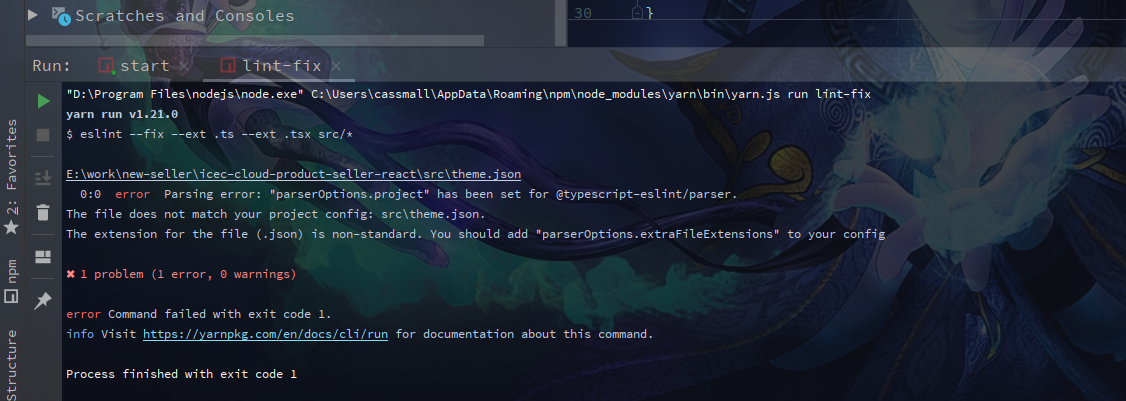 Scratches and Consoles
30 }
Run: start lint-fix
"D:\Program Files\nodejs\node.exe" C:\Users\cassmall\AppData\Roaming\npm\node_modules\yarn\bin\yarn.js run lint-fix
yarn run v1.21.0
$ eslint --fix --ext .ts --ext .tsx src/*
E:\work\new-seller\icec-cloud-product-seller-react\src\theme.json
0:0 error Parsing error: "parserOptions.project" has been set for @typescript-eslint/parser.
The file does not match your project config: src\theme.json.
The extension for the file (.json) is non-standard. You should add "parserOptions.extraFileExtensions" to your config
✖ 1 problem (1 error, 0 warnings)
error Command failed with exit code 1.
info Visit https://yarnpkg.com/en/docs/cli/run for documentation about this command.
Process finished with exit code 1
2: Favorites
npm
Structure